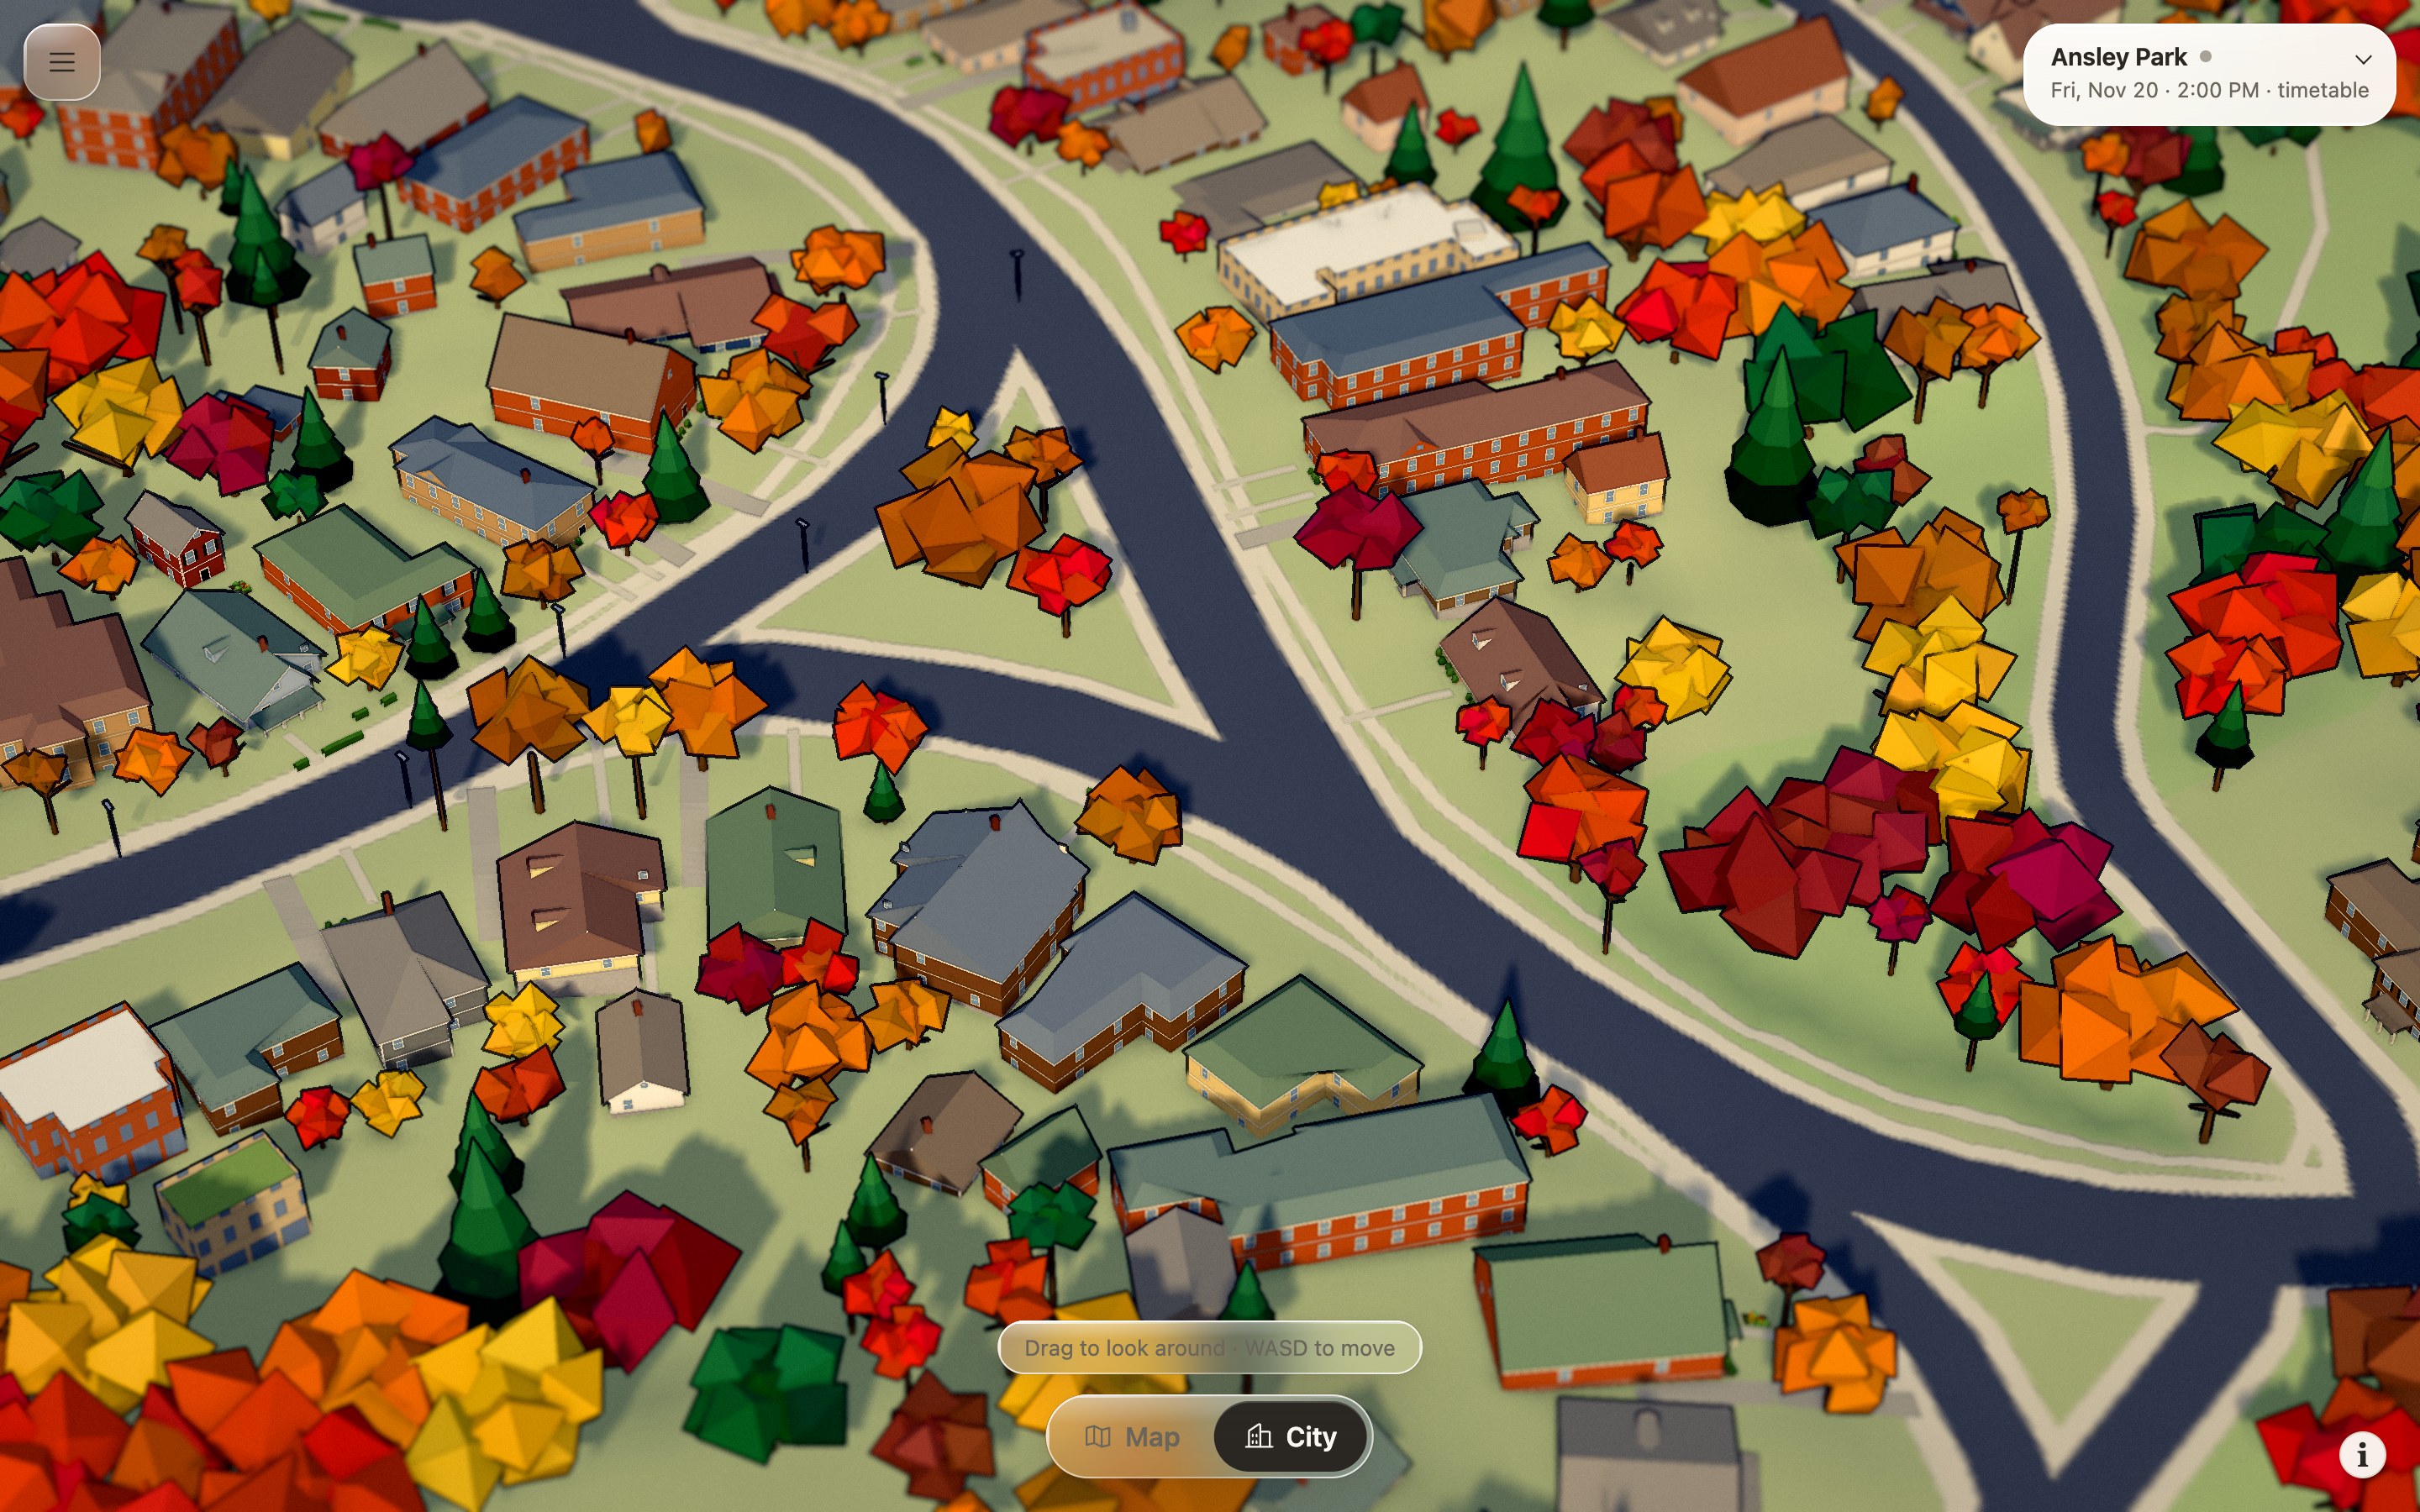 Ansley Park
Fri, Nov 20 · 2:00 PM · timetable
Drag to look around · WASD to move
Map
City
i